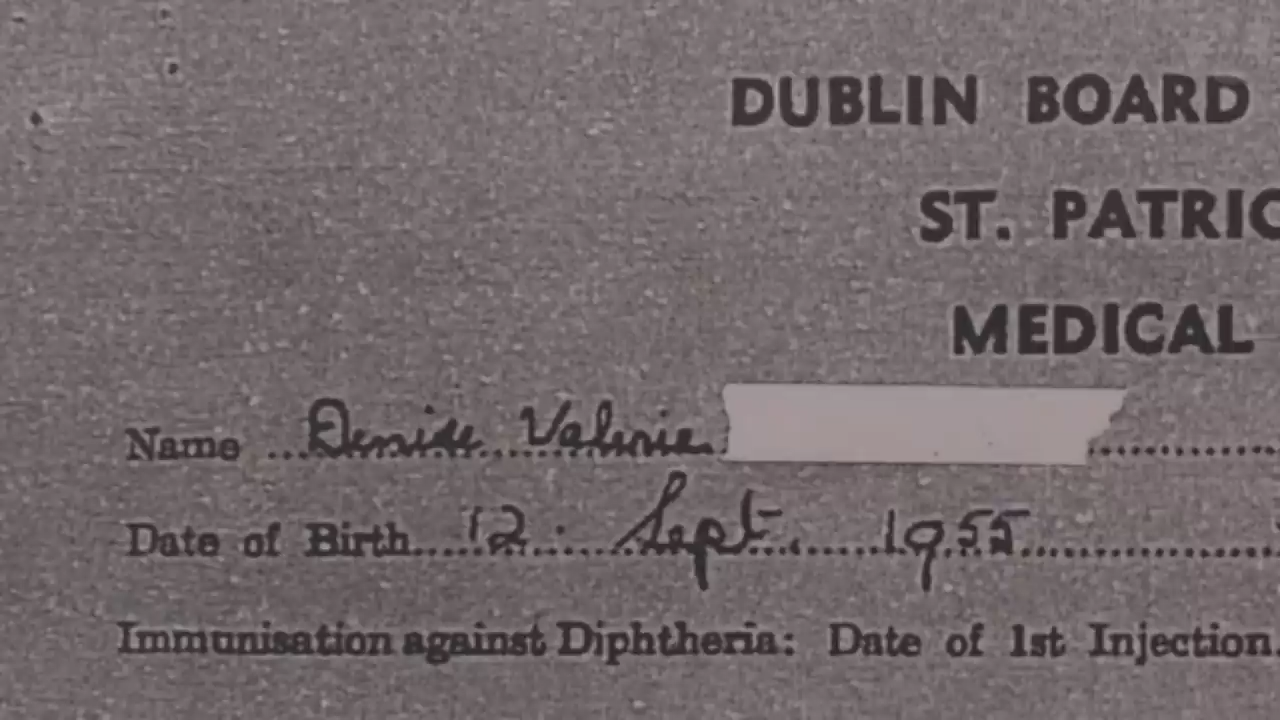 DUBLIN BOARD
ST. PATRIC
MEDICAL
Name ... Denise Valerie
Date of Birth 12. Sept. 1955
Immunisation against Diphtheria: Date of 1st Injection.